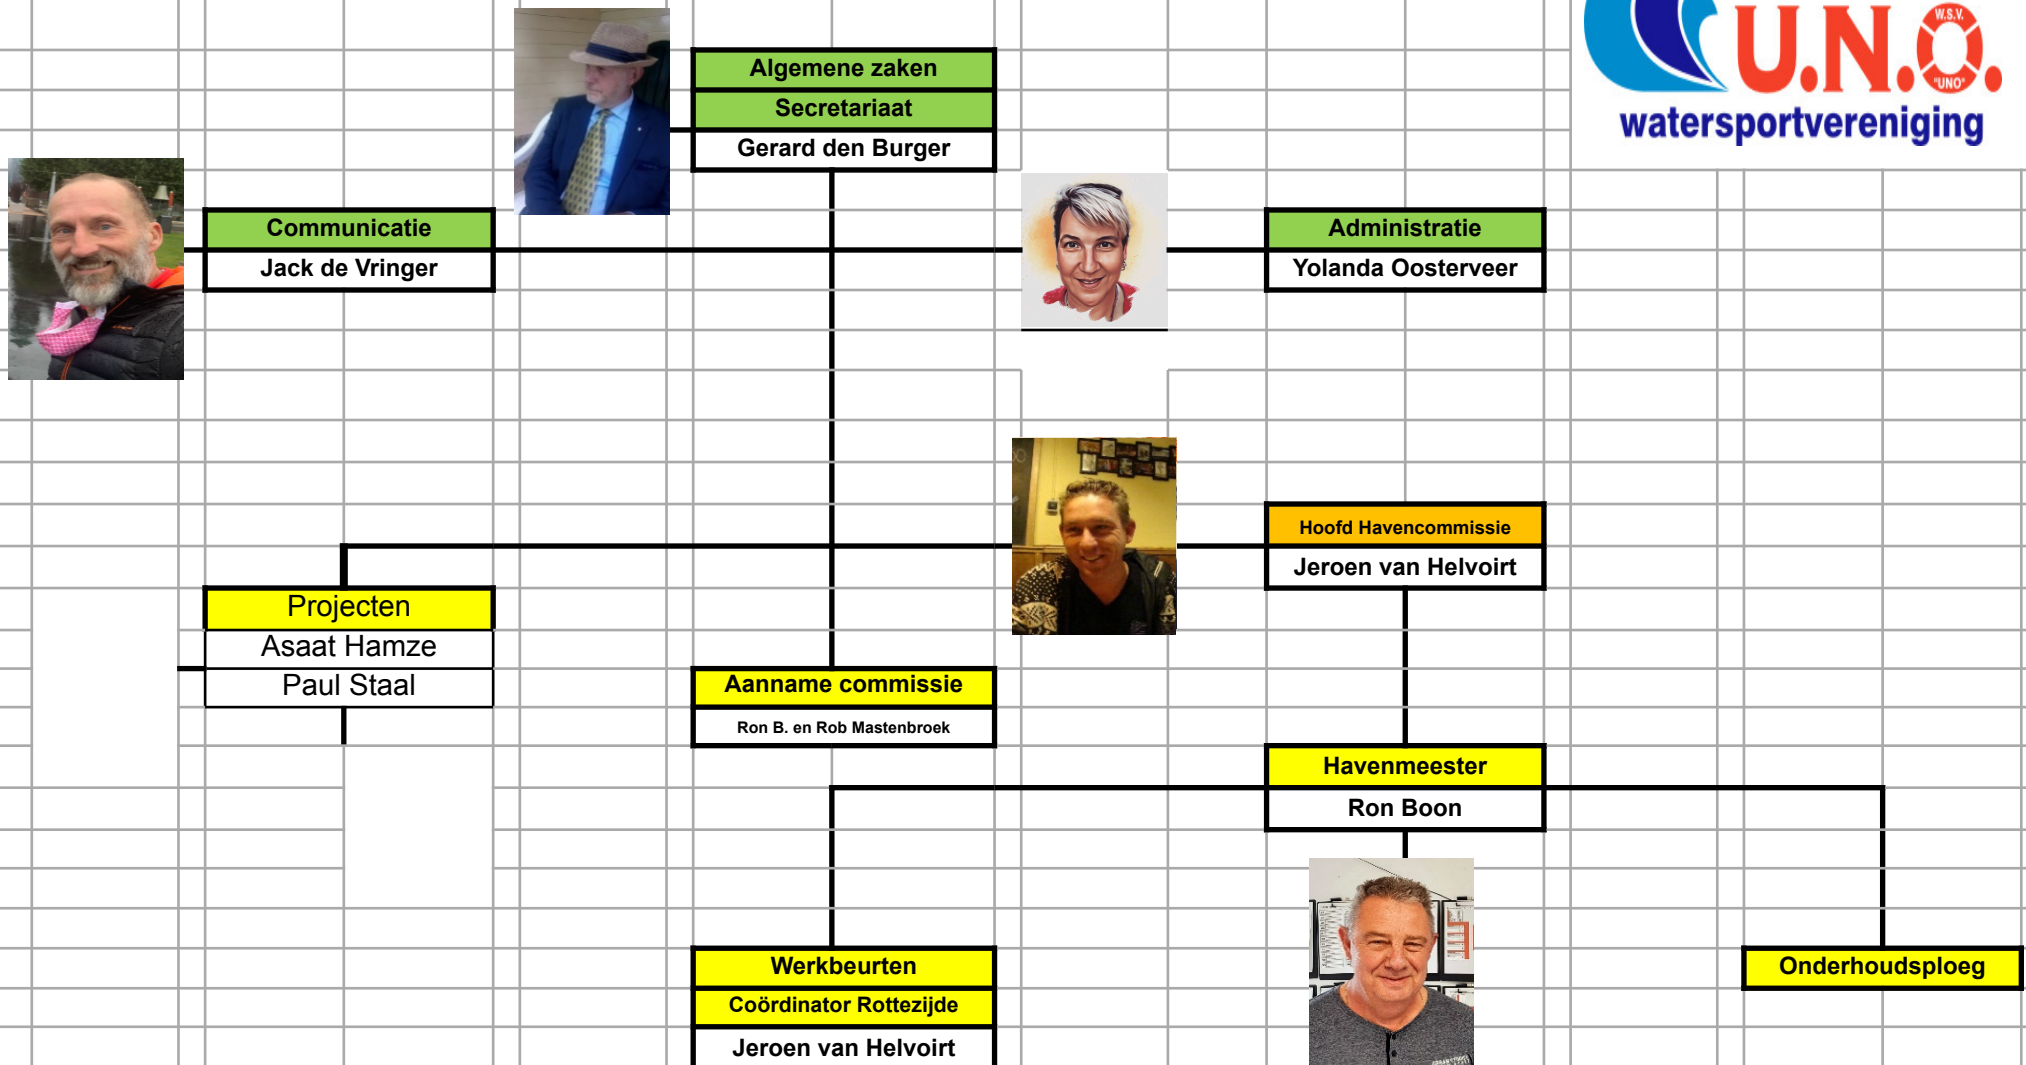 U.N.O.
W.S.V.
"UNO"
watersportvereniging
Algemene zaken
Secretariaat
Gerard den Burger
Communicatie
Jack de Vringer
Administratie
Yolanda Oosterveer
Hoofd Havencommissie
Jeroen van Helvoirt
Projecten
Asaat Hamze
Paul Staal
Aanname commissie
Ron B. en Rob Mastenbroek
Havenmeester
Ron Boon
Werkbeurten
Coördinator Rottezijde
Jeroen van Helvoirt
Onderhoudsploeg